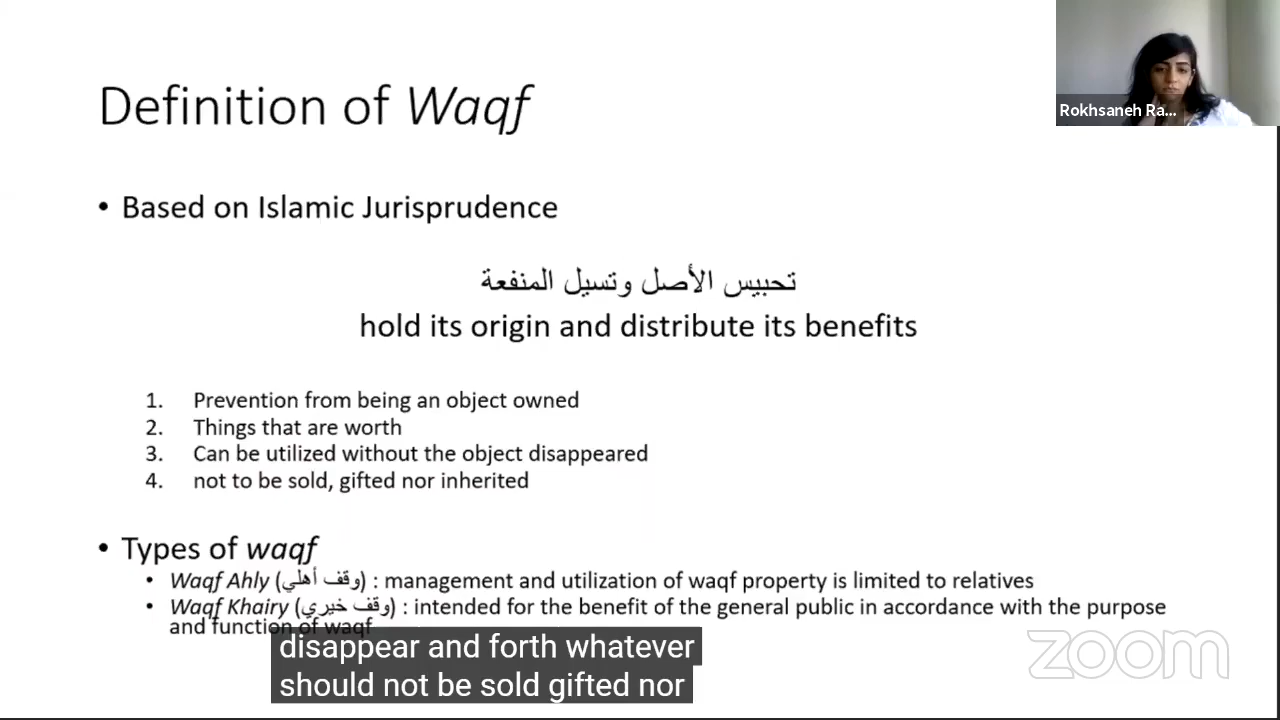 Definition of Waqf
Rokhsaneh Ra...
• Based on Islamic Jurisprudence
تحبيس الأصل وتسيل المنفعة
hold its origin and distribute its benefits
1. Prevention from being an object owned
2. Things that are worth
3. Can be utilized without the object disappeared
4. not to be sold, gifted nor inherited
• Types of waqf
• Waqf Ahly (وقف أهلي) : management and utilization of waqf property is limited to relatives
• Waqf Khairy (وقف خيري) : intended for the benefit of the general public in accordance with the purpose
and function of waqf
disappear and forth whatever
should not be sold gifted nor
zoom